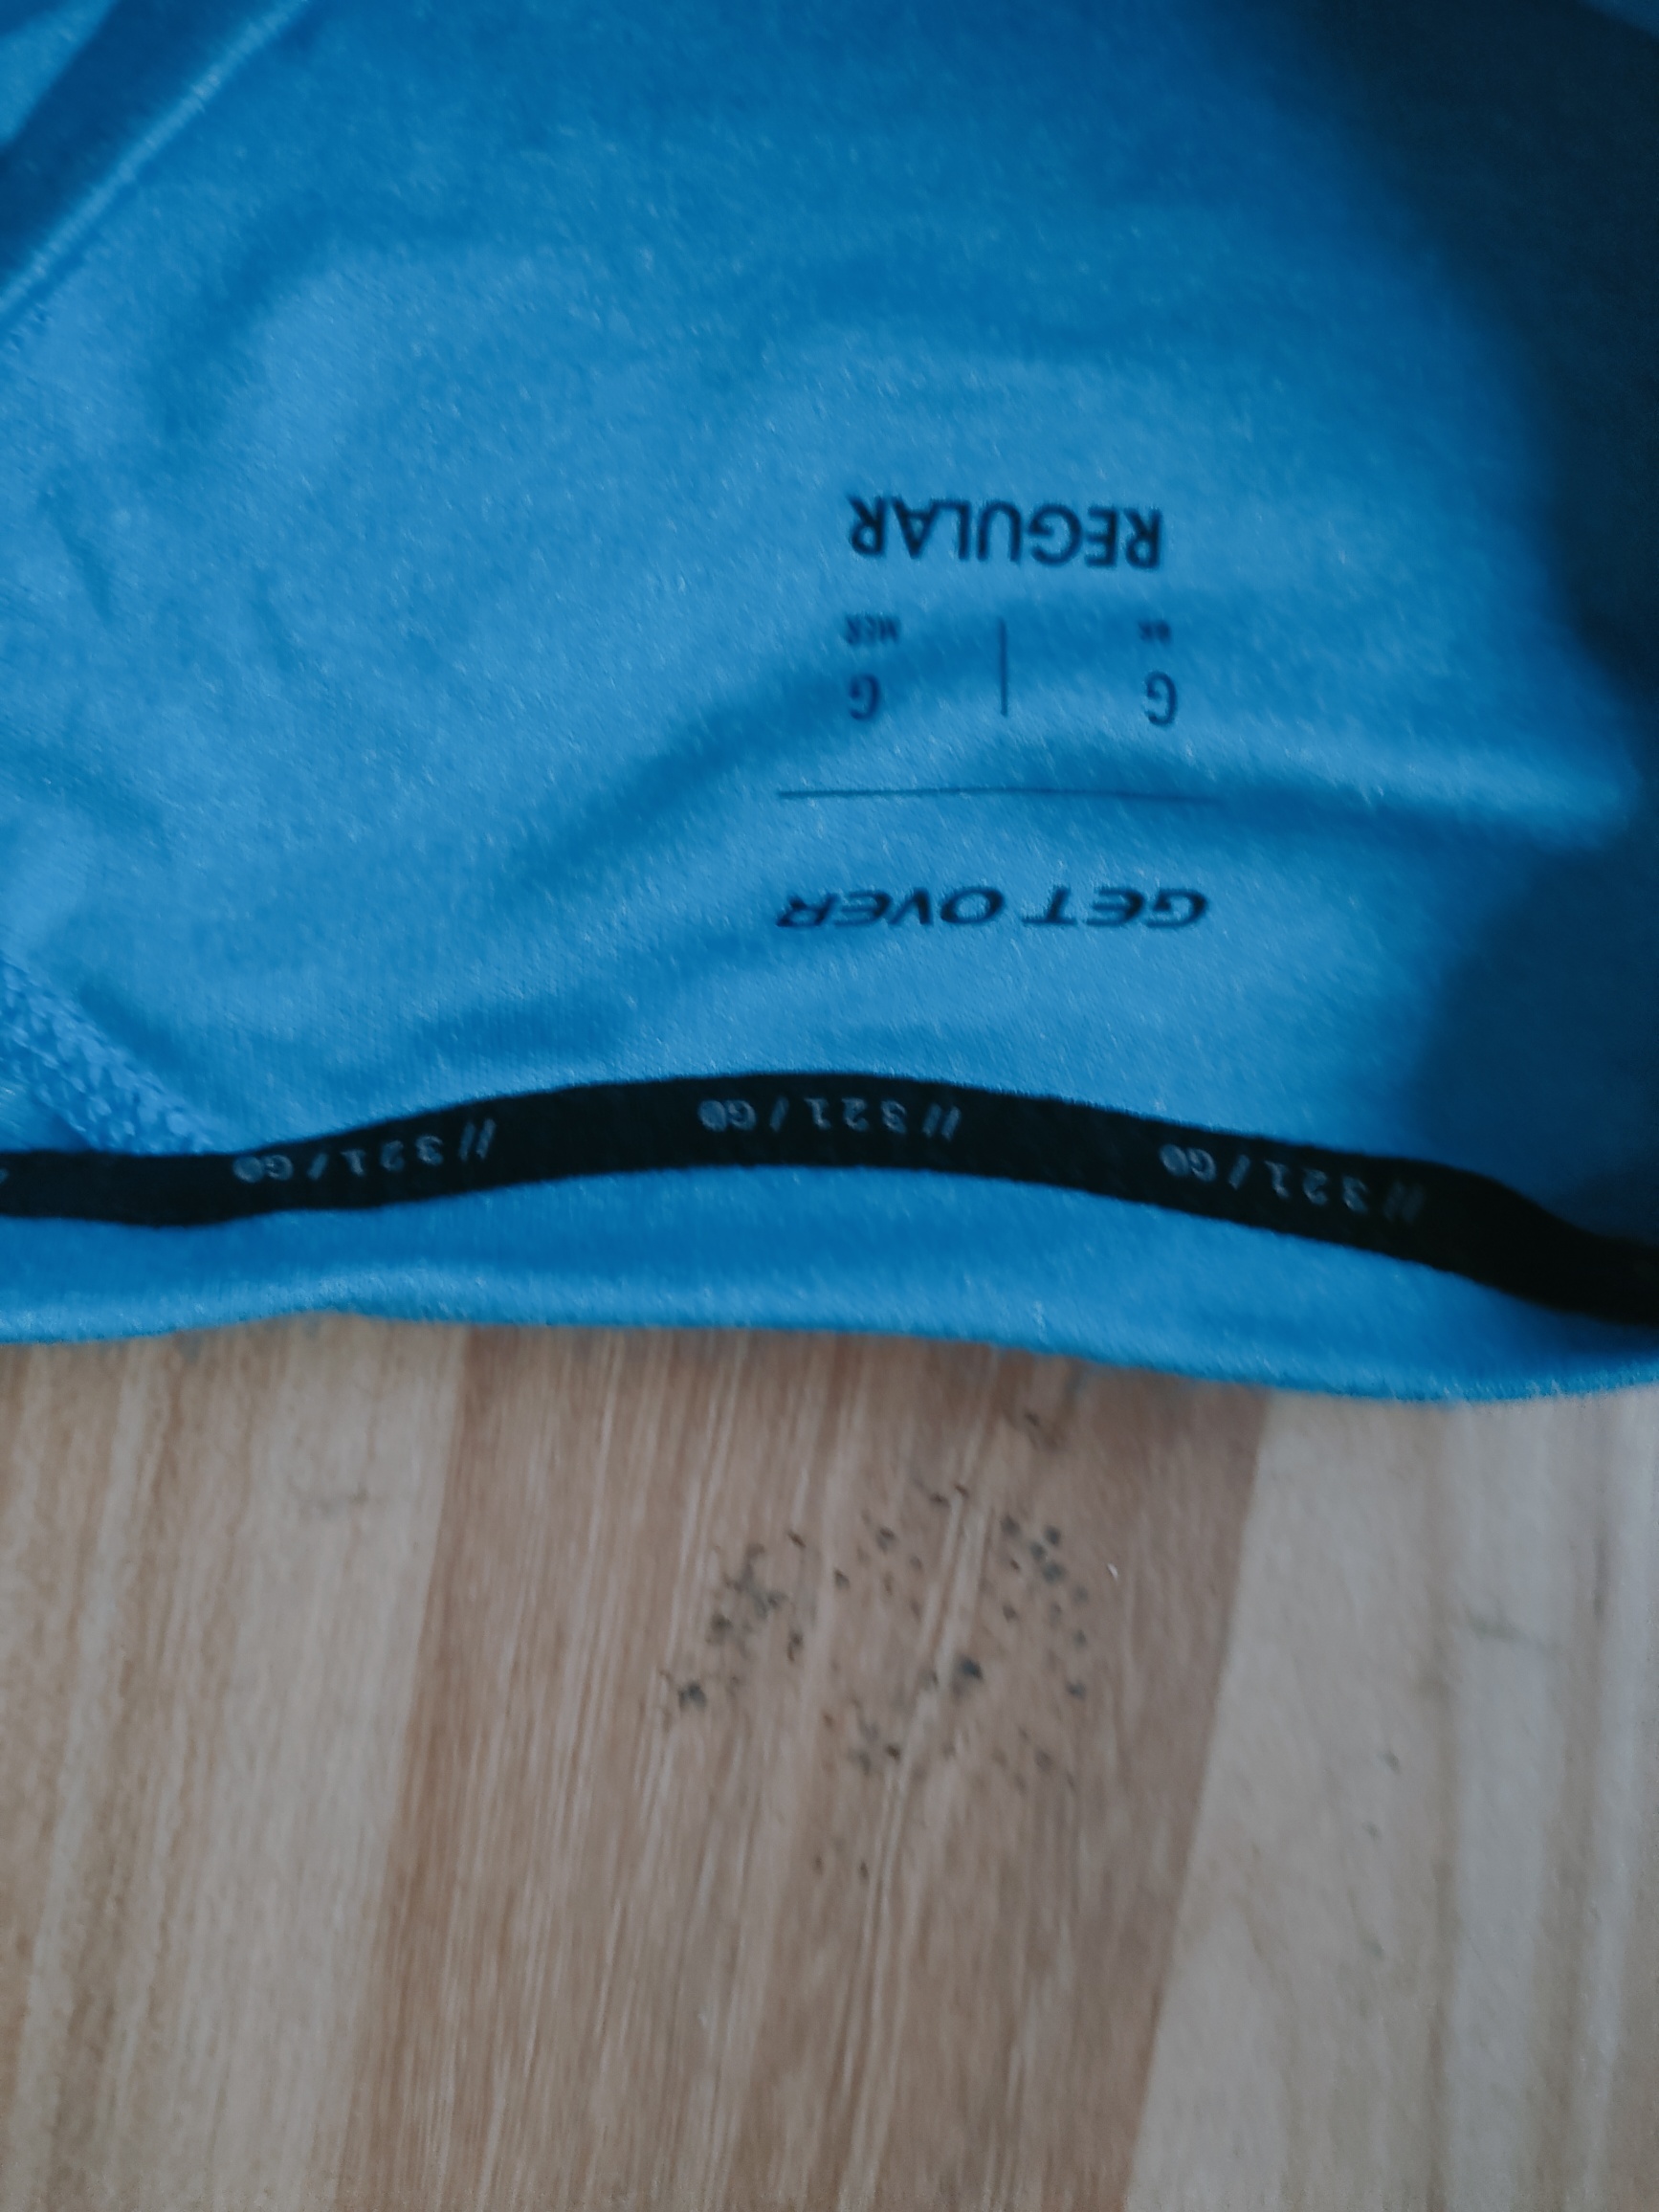 //321/GO //321/GO //321/GO
GET OVER
G G
REGULAR